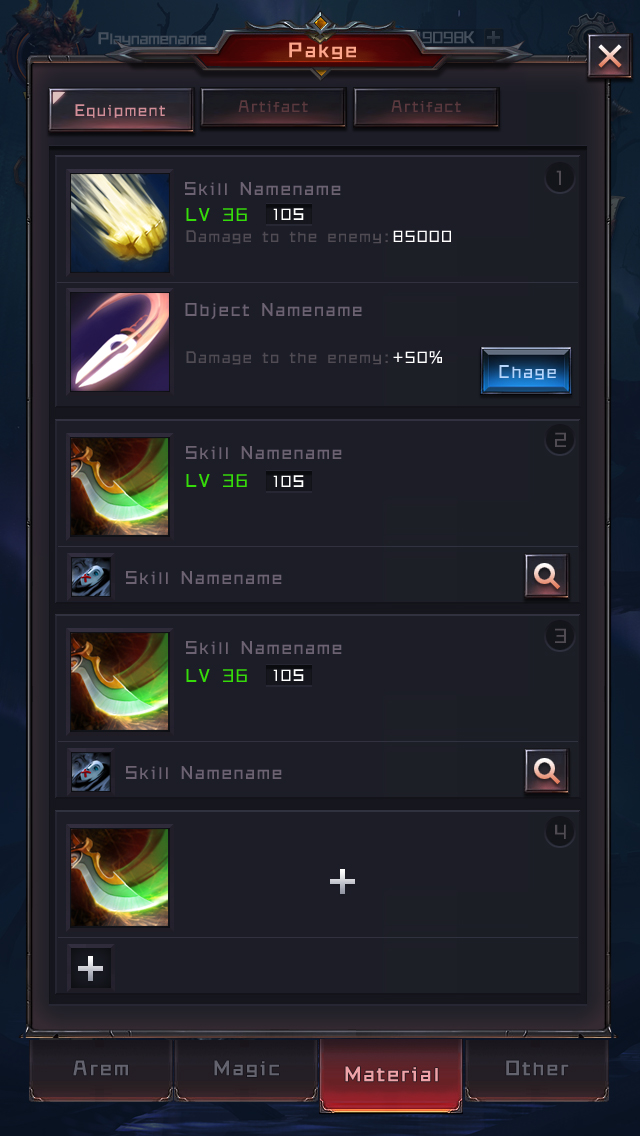 Playnamename
9098K
Pakge
Equipment
Artifact
Artifact
1
Skill Namename
LV 36 105
Damage to the enemy:85000
Object Namename
Damage to the enemy:+50%
Chage
2
Skill Namename
LV 36 105
Skill Namename
3
Skill Namename
LV 36 105
Skill Namename
4
Arem
Magic
Material
Other